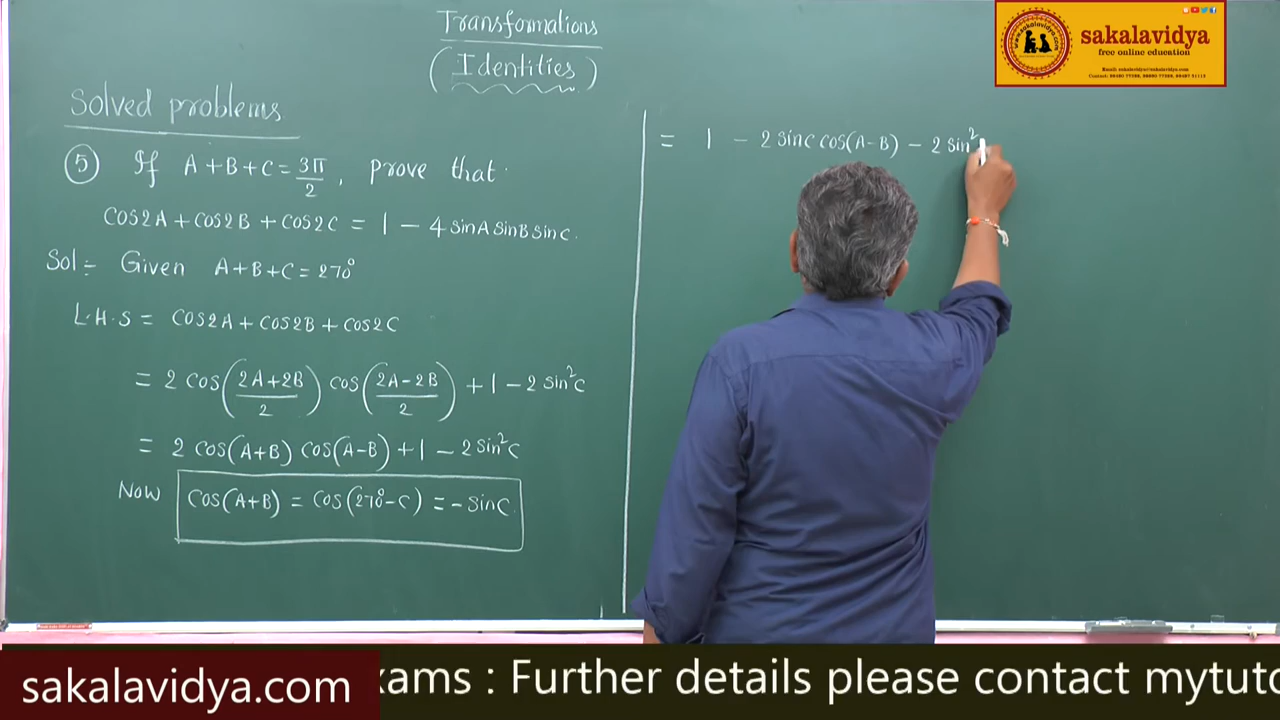 Transformations
(Identities)
Solved problems
⑤ If A+B+C = 3π/2, prove that
cos2A + cos2B + cos2C = 1 – 4 sinA sinB sinC.
Sol:- Given A+B+C = 270°
L.H.S = cos2A + cos2B + cos2C
= 2 cos((2A+2B)/2) cos((2A-2B)/2) + 1 – 2 sin²C
= 2 cos(A+B) cos(A-B) + 1 – 2 sin²C
Now cos(A+B) = cos(270°-C) = - sinC
= 1 – 2 sinC cos(A-B) – 2 sin²
sakalavidya
free online education
sakalavidya.com
xams : Further details please contact mytuto